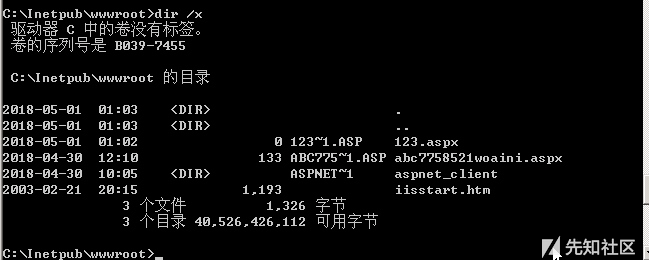 C:\Inetpub\wwwroot>dir /x
驱动器 C 中的卷没有标签。
卷的序列号是 B039-7455
C:\Inetpub\wwwroot 的目录
2018-05-01  01:03    <DIR>                       .
2018-05-01  01:03    <DIR>                       ..
2018-05-01  01:02                 0 123~1.ASP    123.aspx
2018-04-30  12:10               133 ABC775~1.ASP abc7758521woaini.aspx
2018-04-30  10:05    <DIR>          ASPNET~1     aspnet_client
2003-02-21  20:15             1,193              iisstart.htm
3 个文件          1,326 字节
3 个目录 40,526,426,112 可用字节
C:\Inetpub\wwwroot>_
先知社区